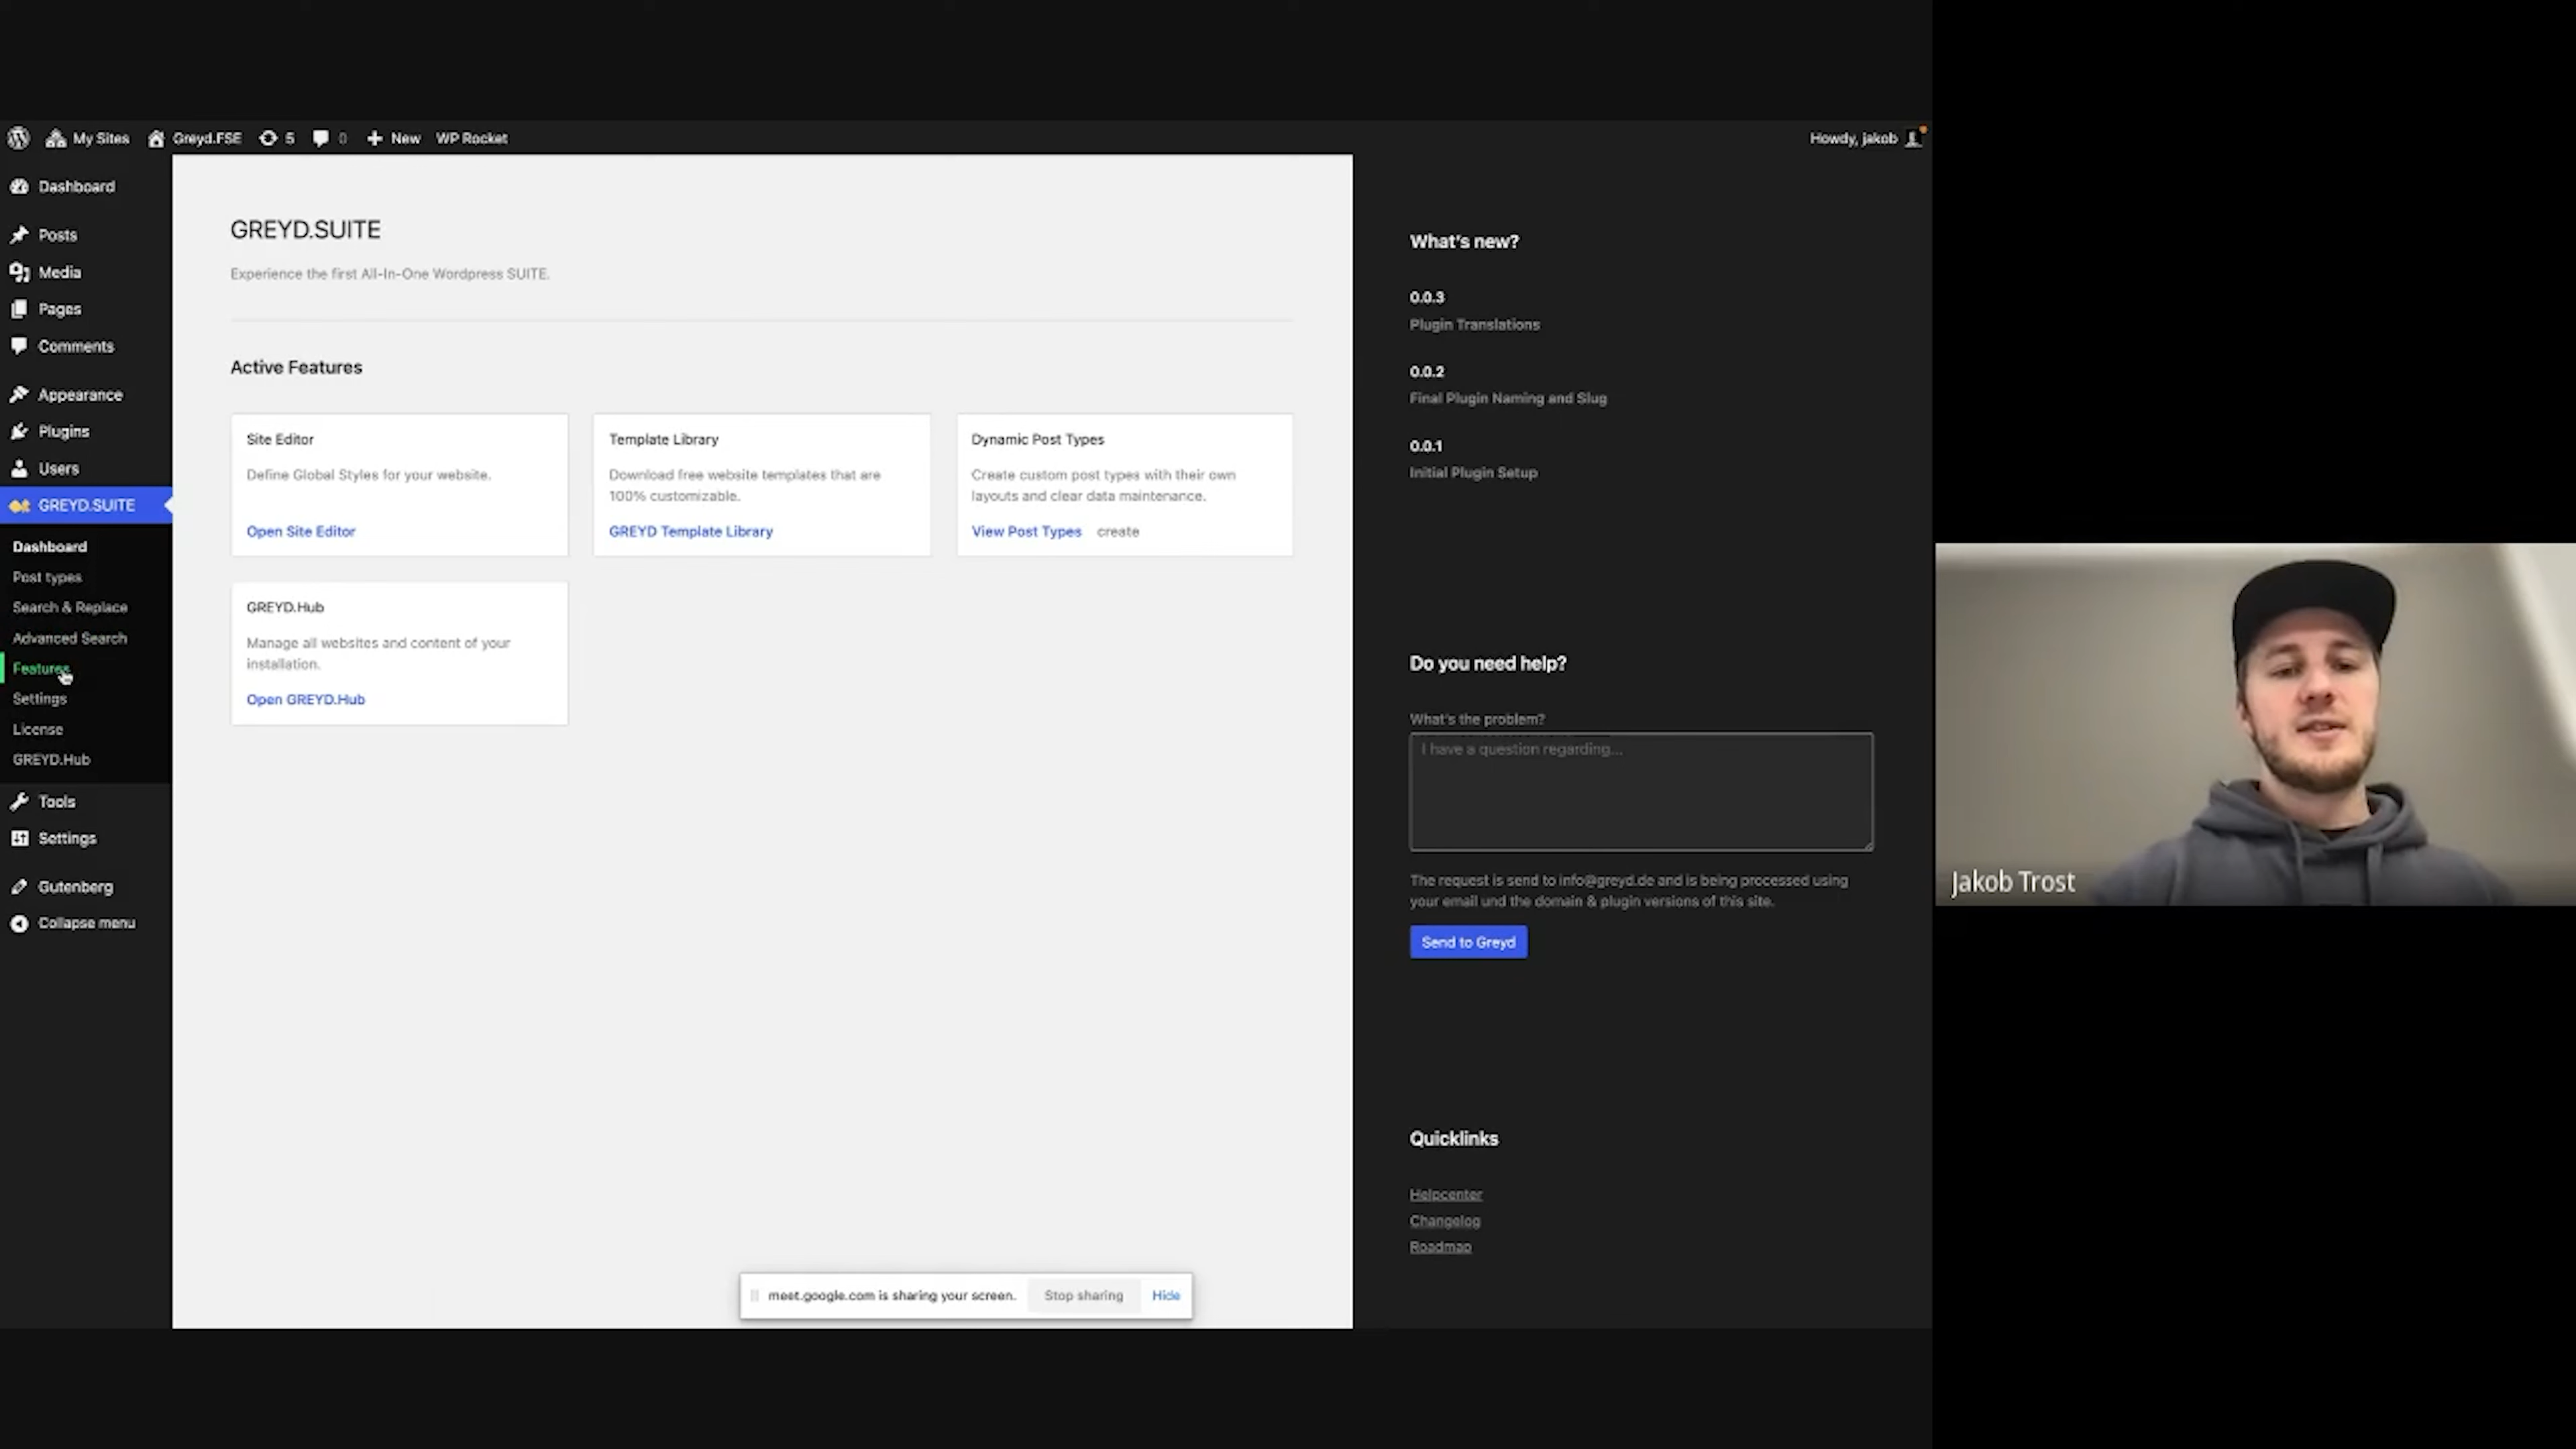 My Sites
Greyd.FSE
5
0
New
WP Rocket
Howdy, jakob
Dashboard
Posts
Media
Pages
Comments
Appearance
Plugins
Users
GREYD.SUITE
Dashboard
Post types
Search & Replace
Advanced Search
Features
Settings
License
GREYD.Hub
Tools
Settings
Gutenberg
Collapse menu
GREYD.SUITE
Experience the first All-In-One Wordpress SUITE.
Active Features
Site Editor
Define Global Styles for your website.
Open Site Editor
Template Library
Download free website templates that are
100% customizable.
GREYD Template Library
Dynamic Post Types
Create custom post types with their own
layouts and clear data maintenance.
View Post Types create
GREYD.Hub
Manage all websites and content of your
installation.
Open GREYD.Hub
What's new?
0.0.3
Plugin Translations
0.0.2
Final Plugin Naming and Slug
0.0.1
Initial Plugin Setup
Do you need help?
What's the problem?
I have a question regarding...
The request is send to info@greyd.de and is being processed using
your email und the domain & plugin versions of this site.
Send to Greyd
Quicklinks
Helpcenter
Changelog
Roadmap
meet.google.com is sharing your screen.
Stop sharing
Hide
Jakob Trost